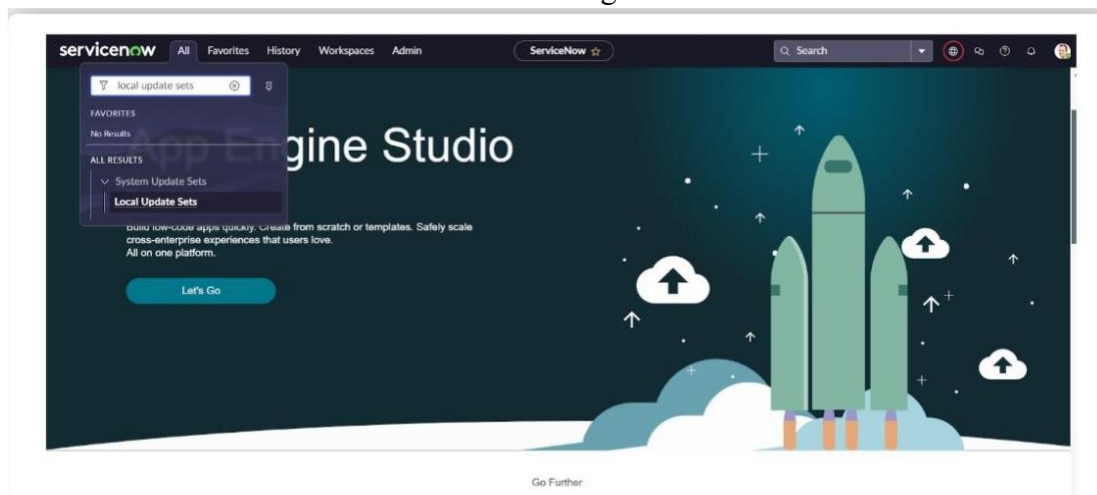 servicenow All Favorites History Workspaces Admin ServiceNow Search
local update sets
FAVORITES
No Results
App Engine Studio
ALL RESULTS
System Update Sets
Local Update Sets
Build low-code apps quickly. Create from scratch or templates. Safely scale
cross-enterprise experiences that users love.
All on one platform.
Let's Go
Go Further